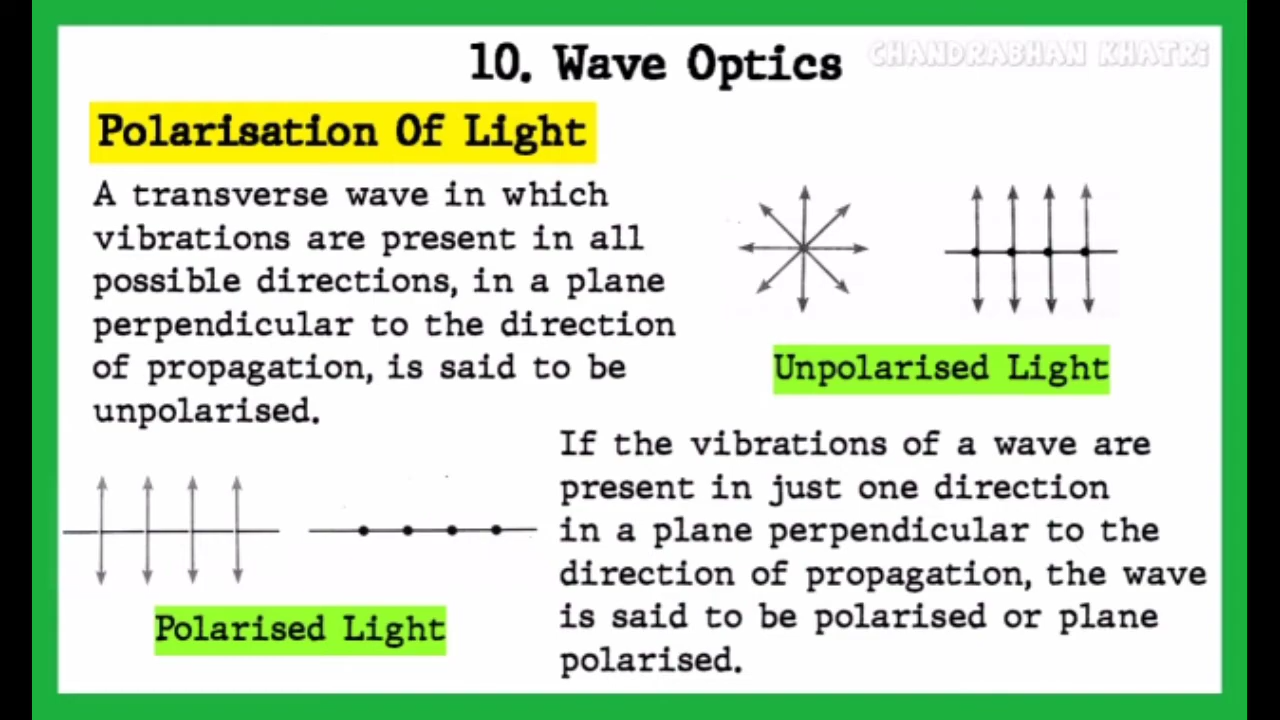 10. Wave Optics
CHANDRABHAN KHATRi
Polarisation Of Light
A transverse wave in which
vibrations are present in all
possible directions, in a plane
perpendicular to the direction
of propagation, is said to be
unpolarised.
Unpolarised Light
If the vibrations of a wave are
present in just one direction
in a plane perpendicular to the
direction of propagation, the wave
is said to be polarised or plane
polarised.
Polarised Light